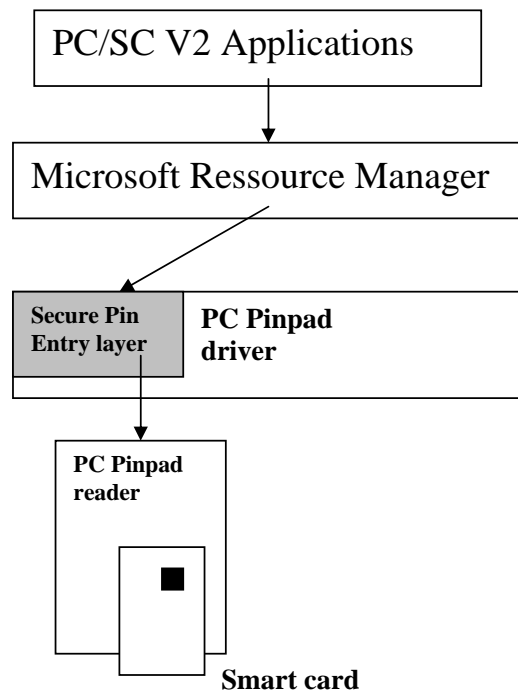 PC/SC V2 Applications
Microsoft Ressource Manager
Secure Pin
Entry layer
PC Pinpad
driver
PC Pinpad
reader
Smart card